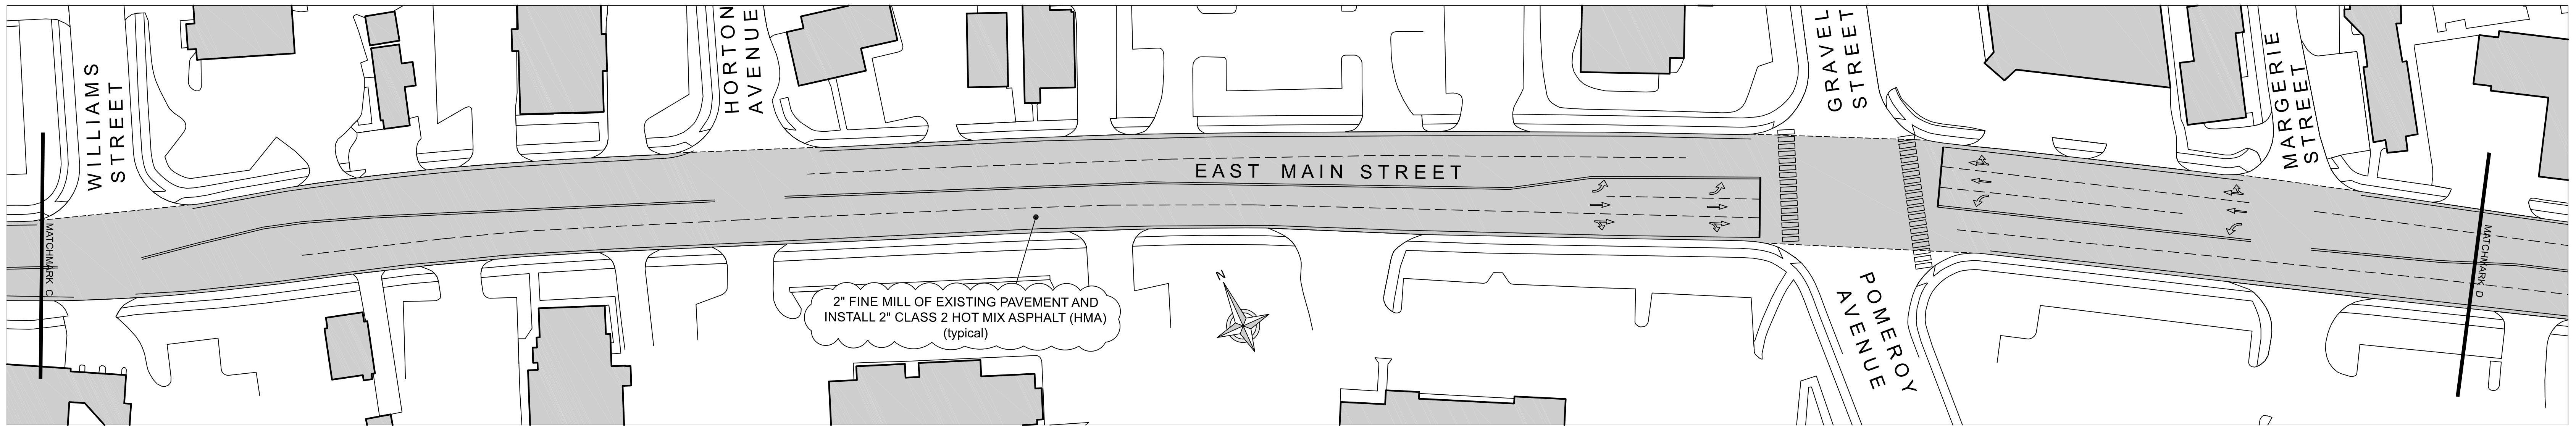 WILLIAMS
STREET
HORTON
AVENUE
GRAVEL
STREET
MARGERIE
STREET
EAST MAIN STREET
MATCHMARK C
MATCHMARK D
2" FINE MILL OF EXISTING PAVEMENT AND
INSTALL 2" CLASS 2 HOT MIX ASPHALT (HMA)
(typical)
N
POMEROY
AVENUE